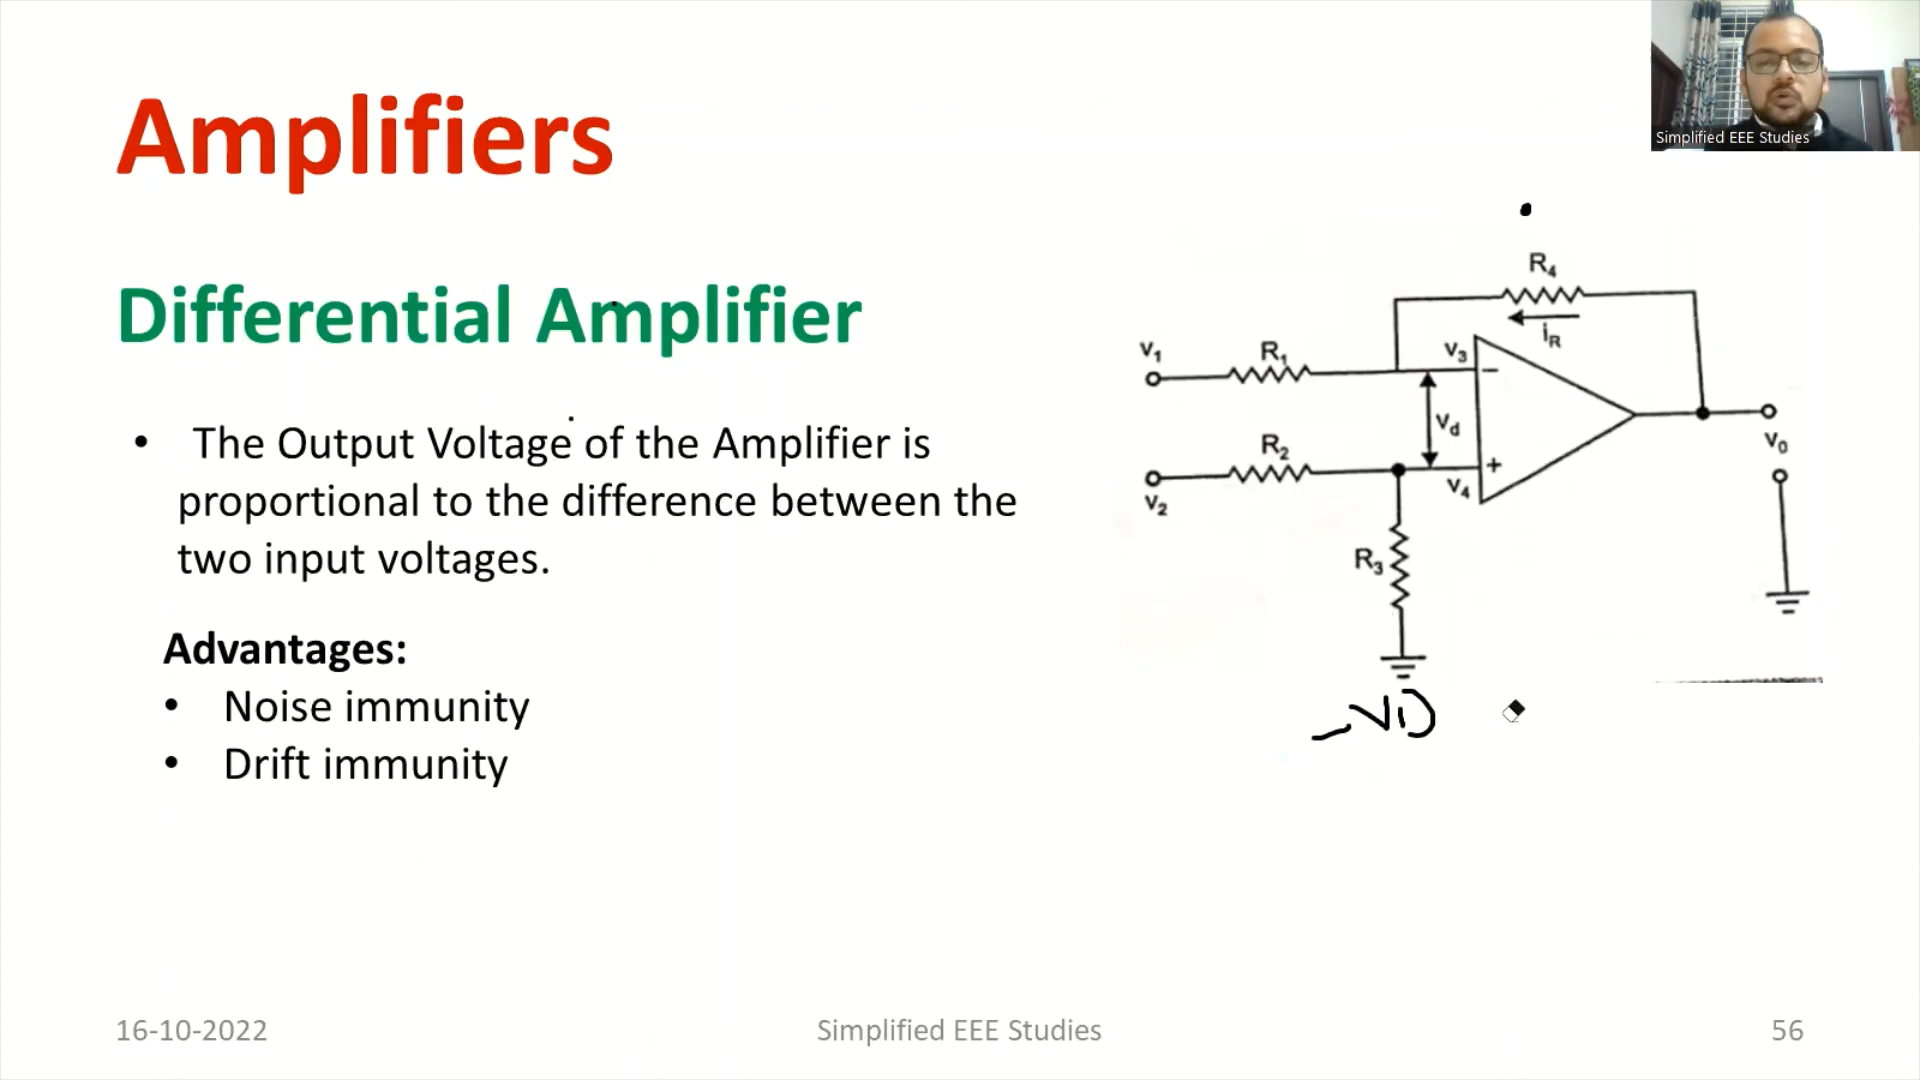 Simplified EEE Studies
Amplifiers
Differential Amplifier
• The Output Voltage of the Amplifier is
proportional to the difference between the
two input voltages.
Advantages:
• Noise immunity
• Drift immunity
R4
iR
V1
R1
V3
Vd
R2
V2
V4
V0
R3
-VD
16-10-2022
Simplified EEE Studies
56